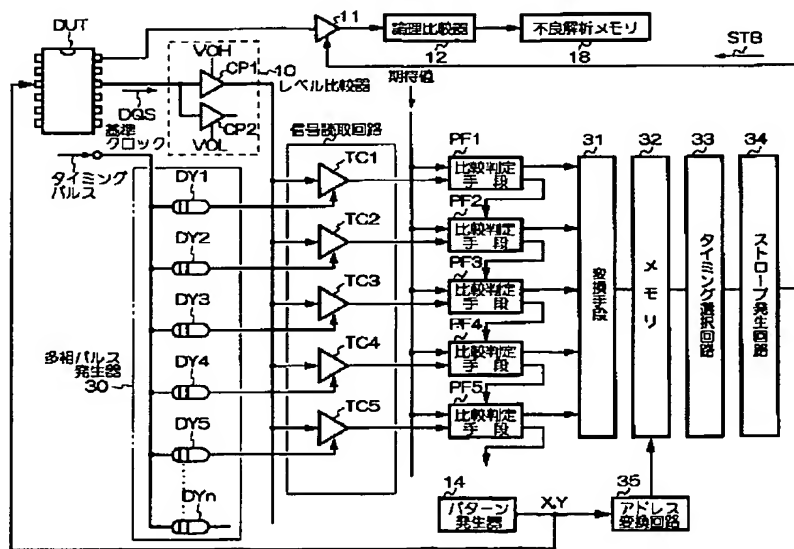 DUT
VOH
CP1
10
レベル比較器
CP2
VOL
DQS
基準
クロック
タイミング
パルス
11
論理比較器
12
不良解析メモリ
18
STB
期待値
信号読取回路
TC1
TC2
TC3
TC4
TC5
DY1
DY2
DY3
DY4
DY5
DYn
多相パルス
発生器
30
PF1
比較判定
手 段
PF2
比較判定
手 段
PF3
比較判定
手 段
PF4
比較判定
手 段
PF5
比較判定
手 段
31
変換手段
32
メモリ
33
タイミング選択回路
34
ストローブ発生回路
14
パターン
発生器
X,Y
35
アドレス
変換回路